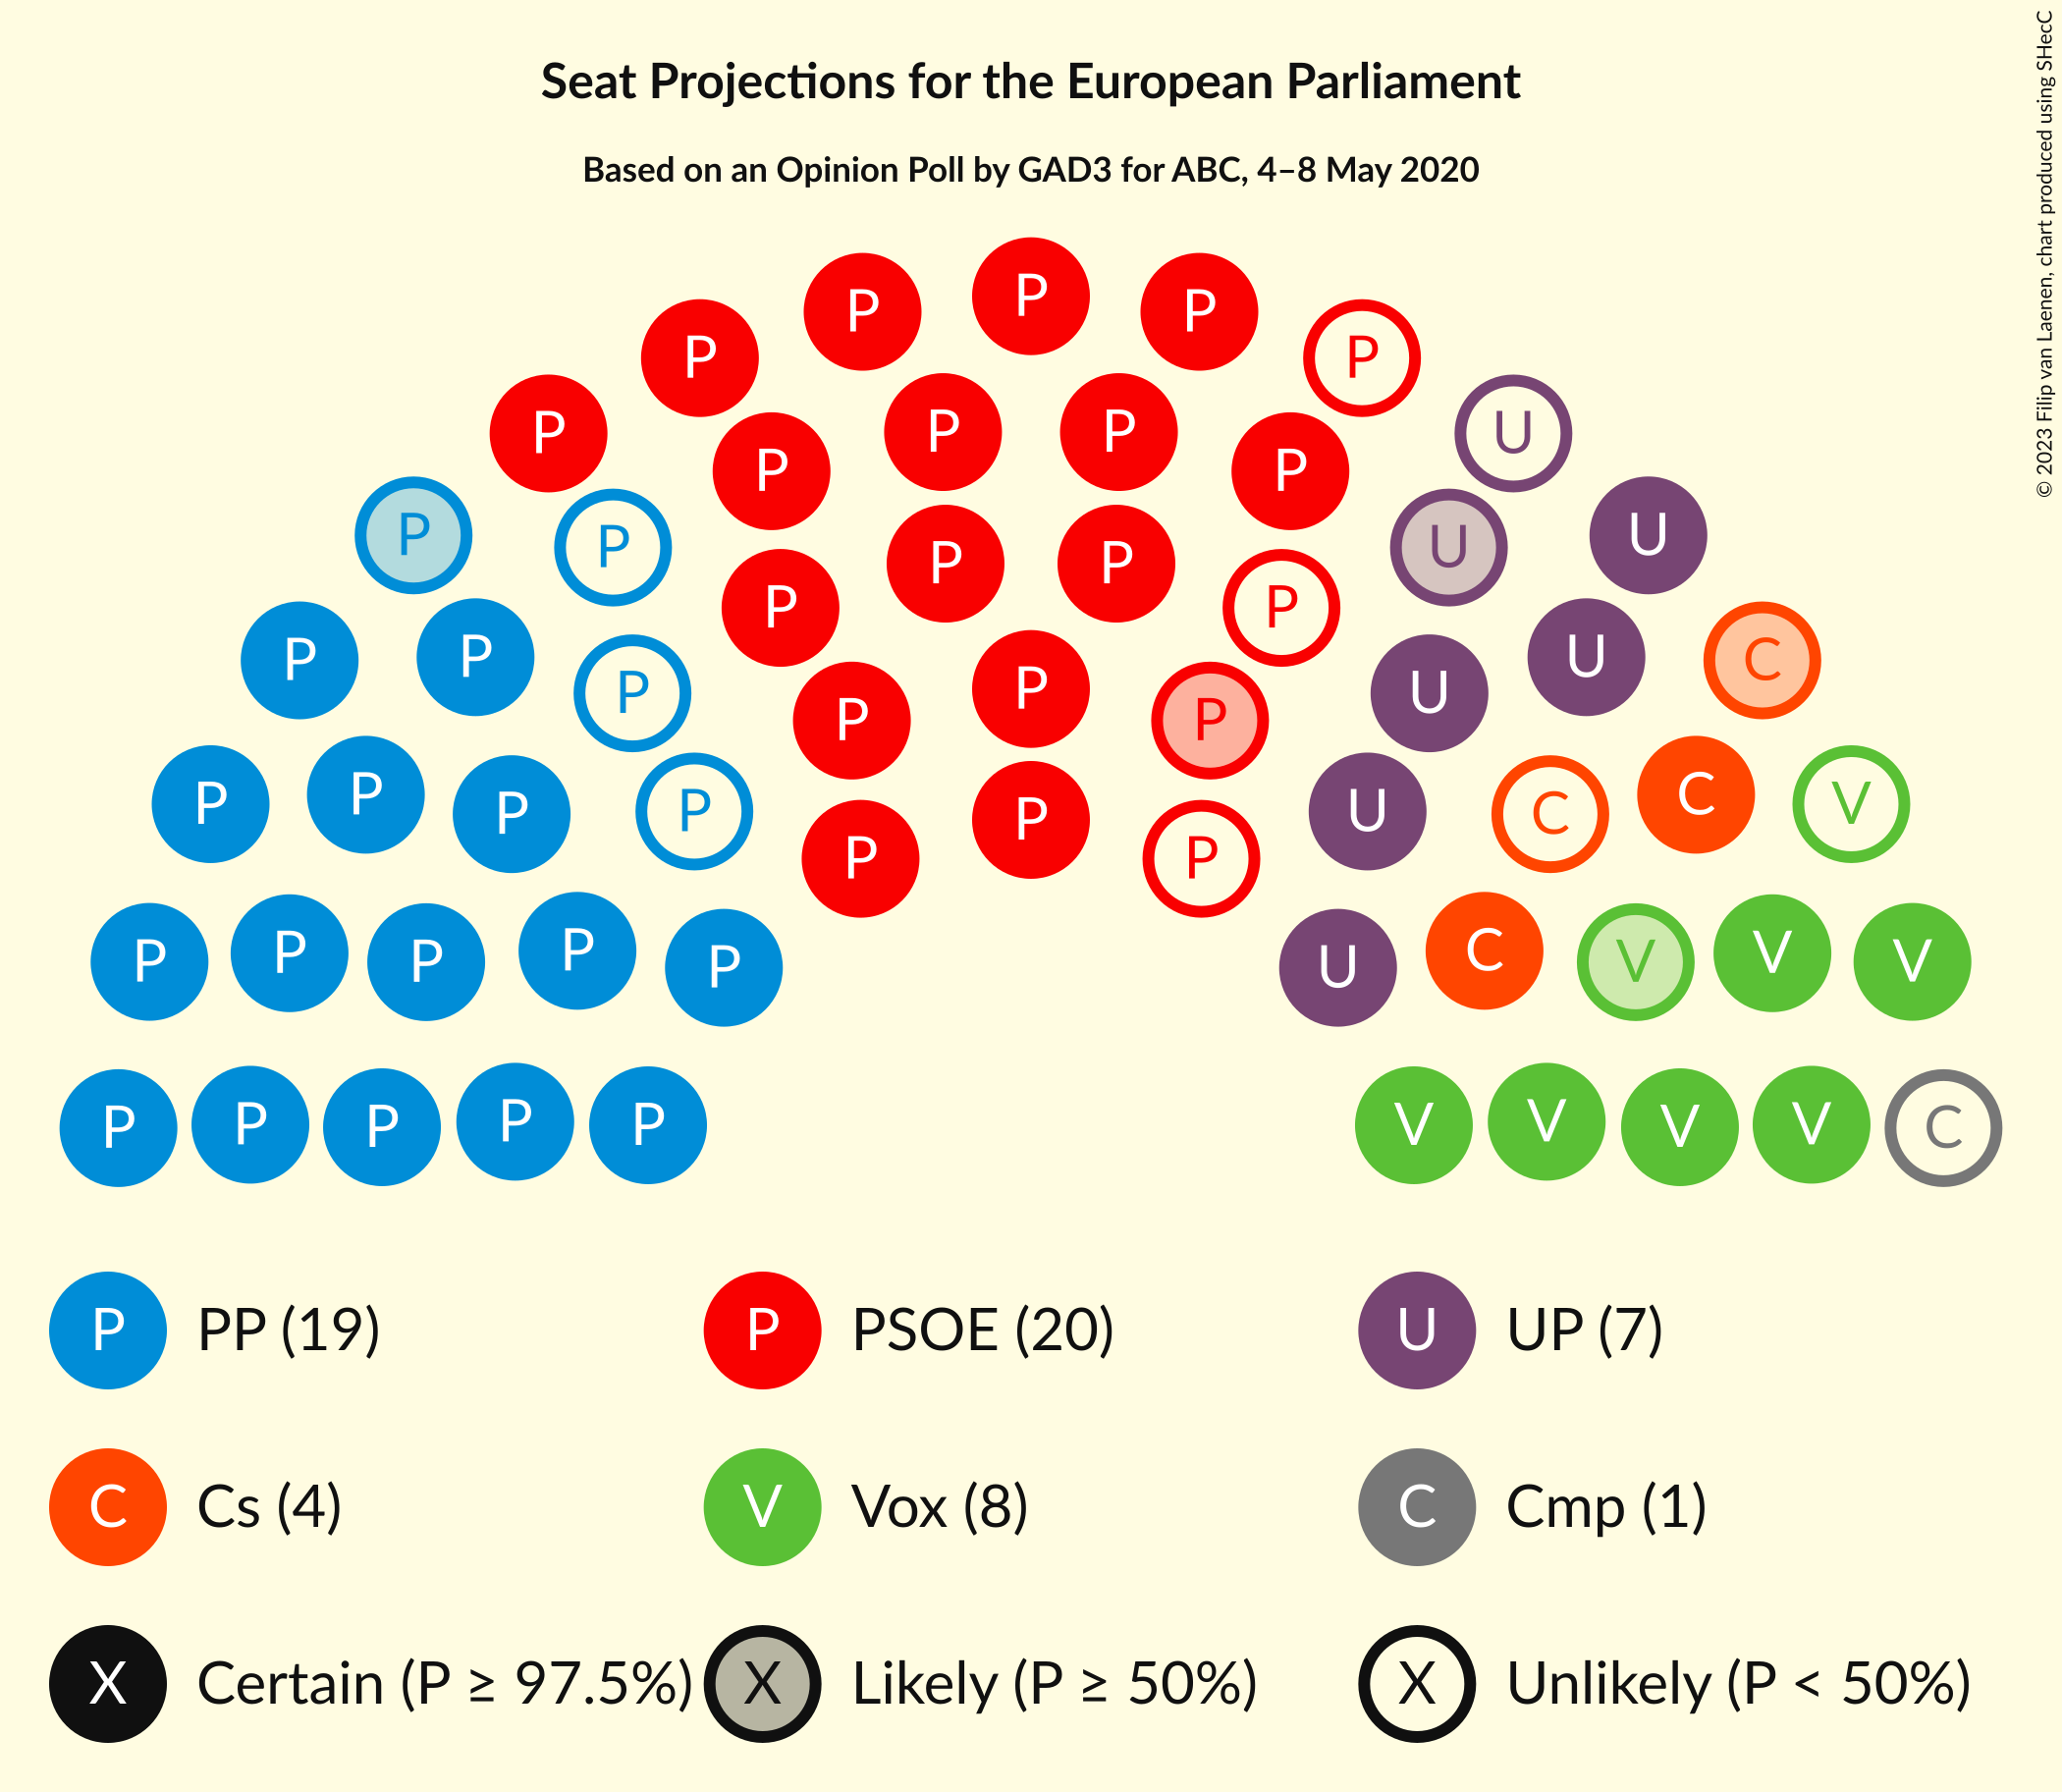 Seat Projections for the European Parliament
Based on an Opinion Poll by GAD3 for ABC, 4–8 May 2020
© 2023 Filip van Laenen, chart produced using SHecC
P
P P
P P P
P P U
P P P P
P U U
P P P P
P P
P P U C
P U
P P
P P U
P P P C C V
P P P
P P P P P U C V V V
P P P P P V V V V C
P PP (19) P PSOE (20) U UP (7)
C Cs (4) V Vox (8) C Cmp (1)
X Certain (P ≥ 97.5%) X Likely (P ≥ 50%) X Unlikely (P < 50%)